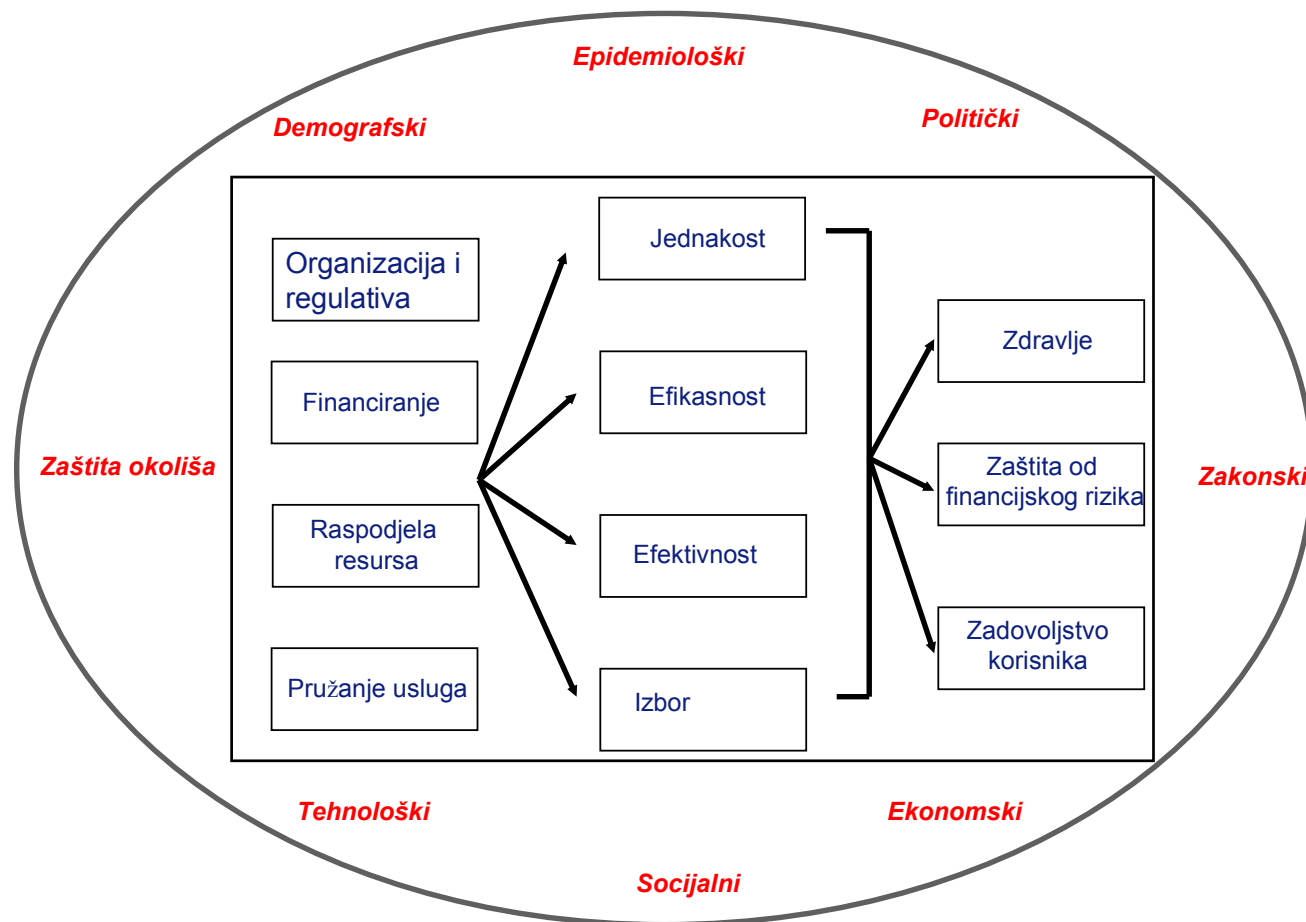 Epidemiološki
Demografski
Politički
Organizacija i
regulativa
Jednakost
Zdravlje
Financiranje
Efikasnost
Zaštita okoliša
Zaštita od
financijskog rizika
Zakonski
Raspodjela
resursa
Efektivnost
Zadovoljstvo
korisnika
Pružanje usluga
Izbor
Tehnološki
Ekonomski
Socijalni